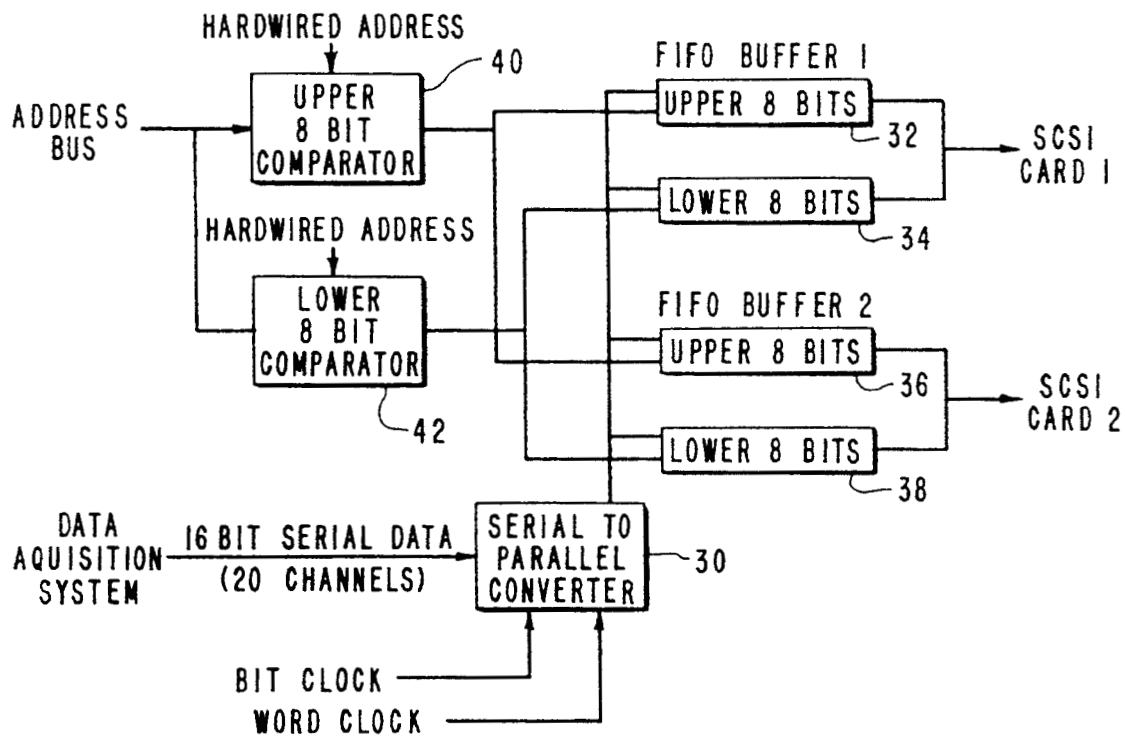 HARDWIRED ADDRESS
40
UPPER
8 BIT
COMPARATOR
ADDRESS
BUS
HARDWIRED ADDRESS
LOWER
8 BIT
COMPARATOR
42
FIFO BUFFER 1
UPPER 8 BITS
32
LOWER 8 BITS
34
SCSI
CARD 1
FIFO BUFFER 2
UPPER 8 BITS
36
LOWER 8 BITS
38
SCSI
CARD 2
DATA
AQUISITION
SYSTEM
16 BIT SERIAL DATA
(20 CHANNELS)
SERIAL TO
PARALLEL
CONVERTER
30
BIT CLOCK
WORD CLOCK